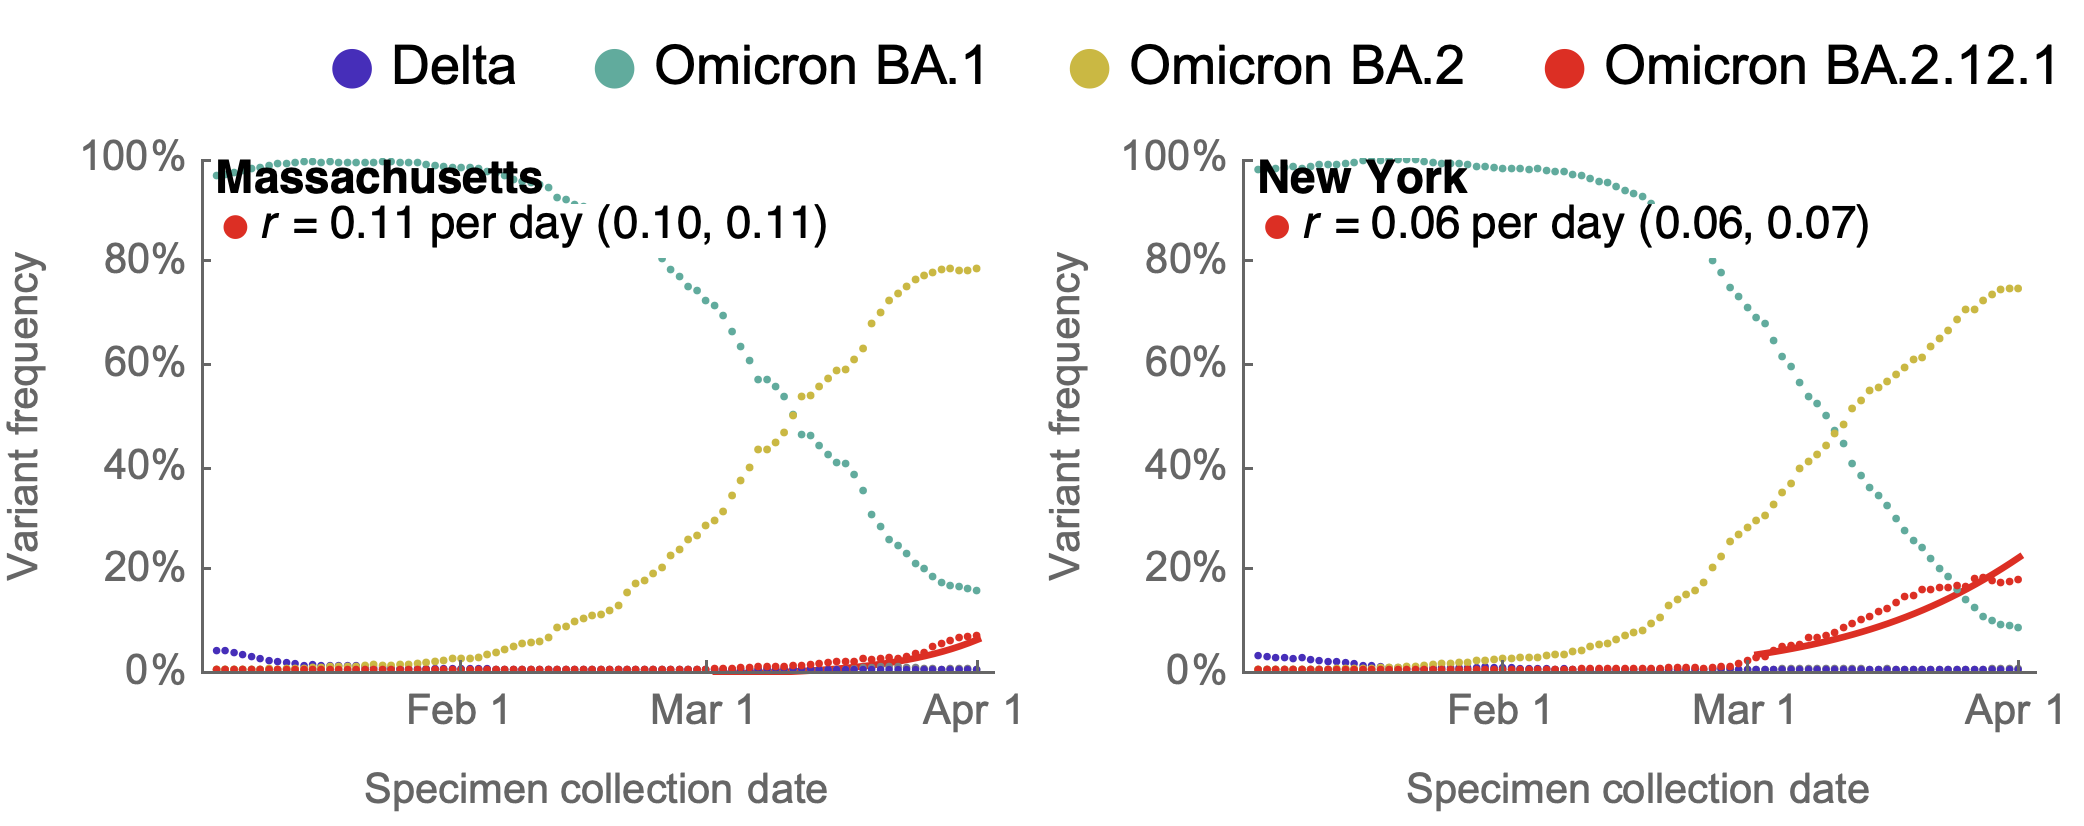 Delta Omicron BA.1 Omicron BA.2 Omicron BA.2.12.1
Variant frequency
100%
80%
60%
40%
20%
0%
Massachusetts
r = 0.11 per day (0.10, 0.11)
Feb 1 Mar 1 Apr 1
Specimen collection date
Variant frequency
100%
80%
60%
40%
20%
0%
New York
r = 0.06 per day (0.06, 0.07)
Feb 1 Mar 1 Apr 1
Specimen collection date